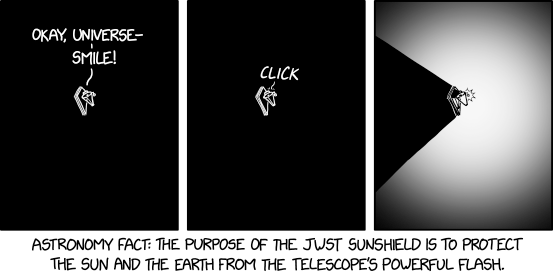 OKAY, UNIVERSE—
SMILE!
CLICK
ASTRONOMY FACT: THE PURPOSE OF THE JWST SUNSHIELD IS TO PROTECT
THE SUN AND THE EARTH FROM THE TELESCOPE'S POWERFUL FLASH.